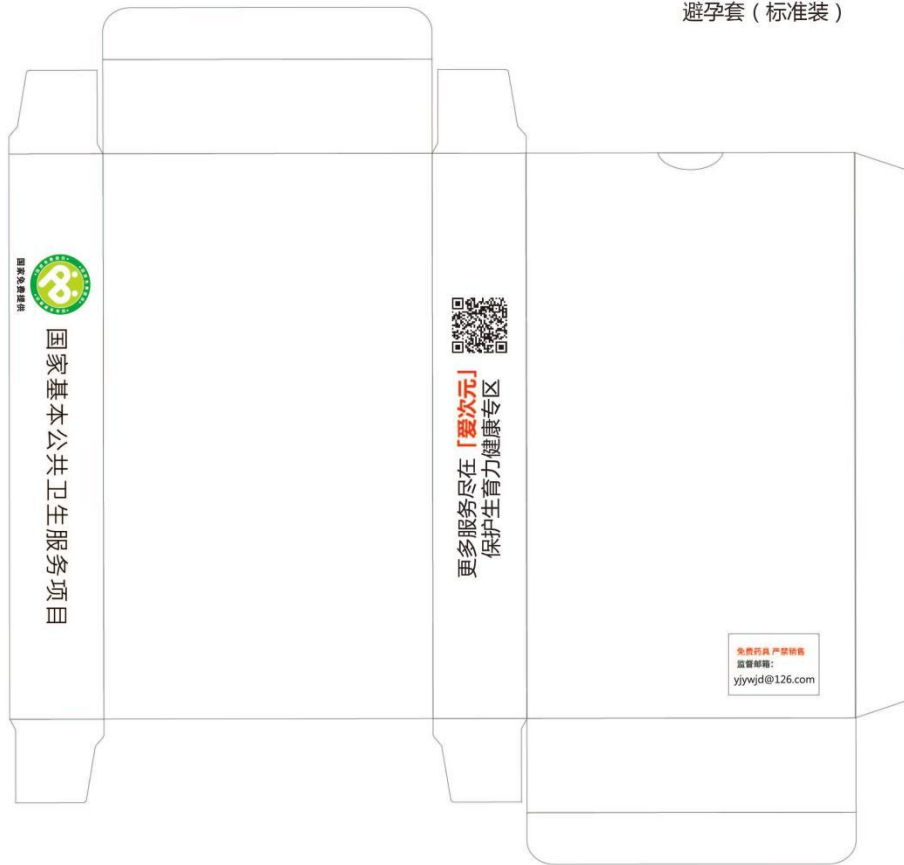 避孕套（标准装）
国家免费提供
国家基本公共卫生服务项目
更多服务尽在「爱次元」
保护生育力健康专区
免费药具 严禁销售
监督邮箱：
yjywjd@126.com